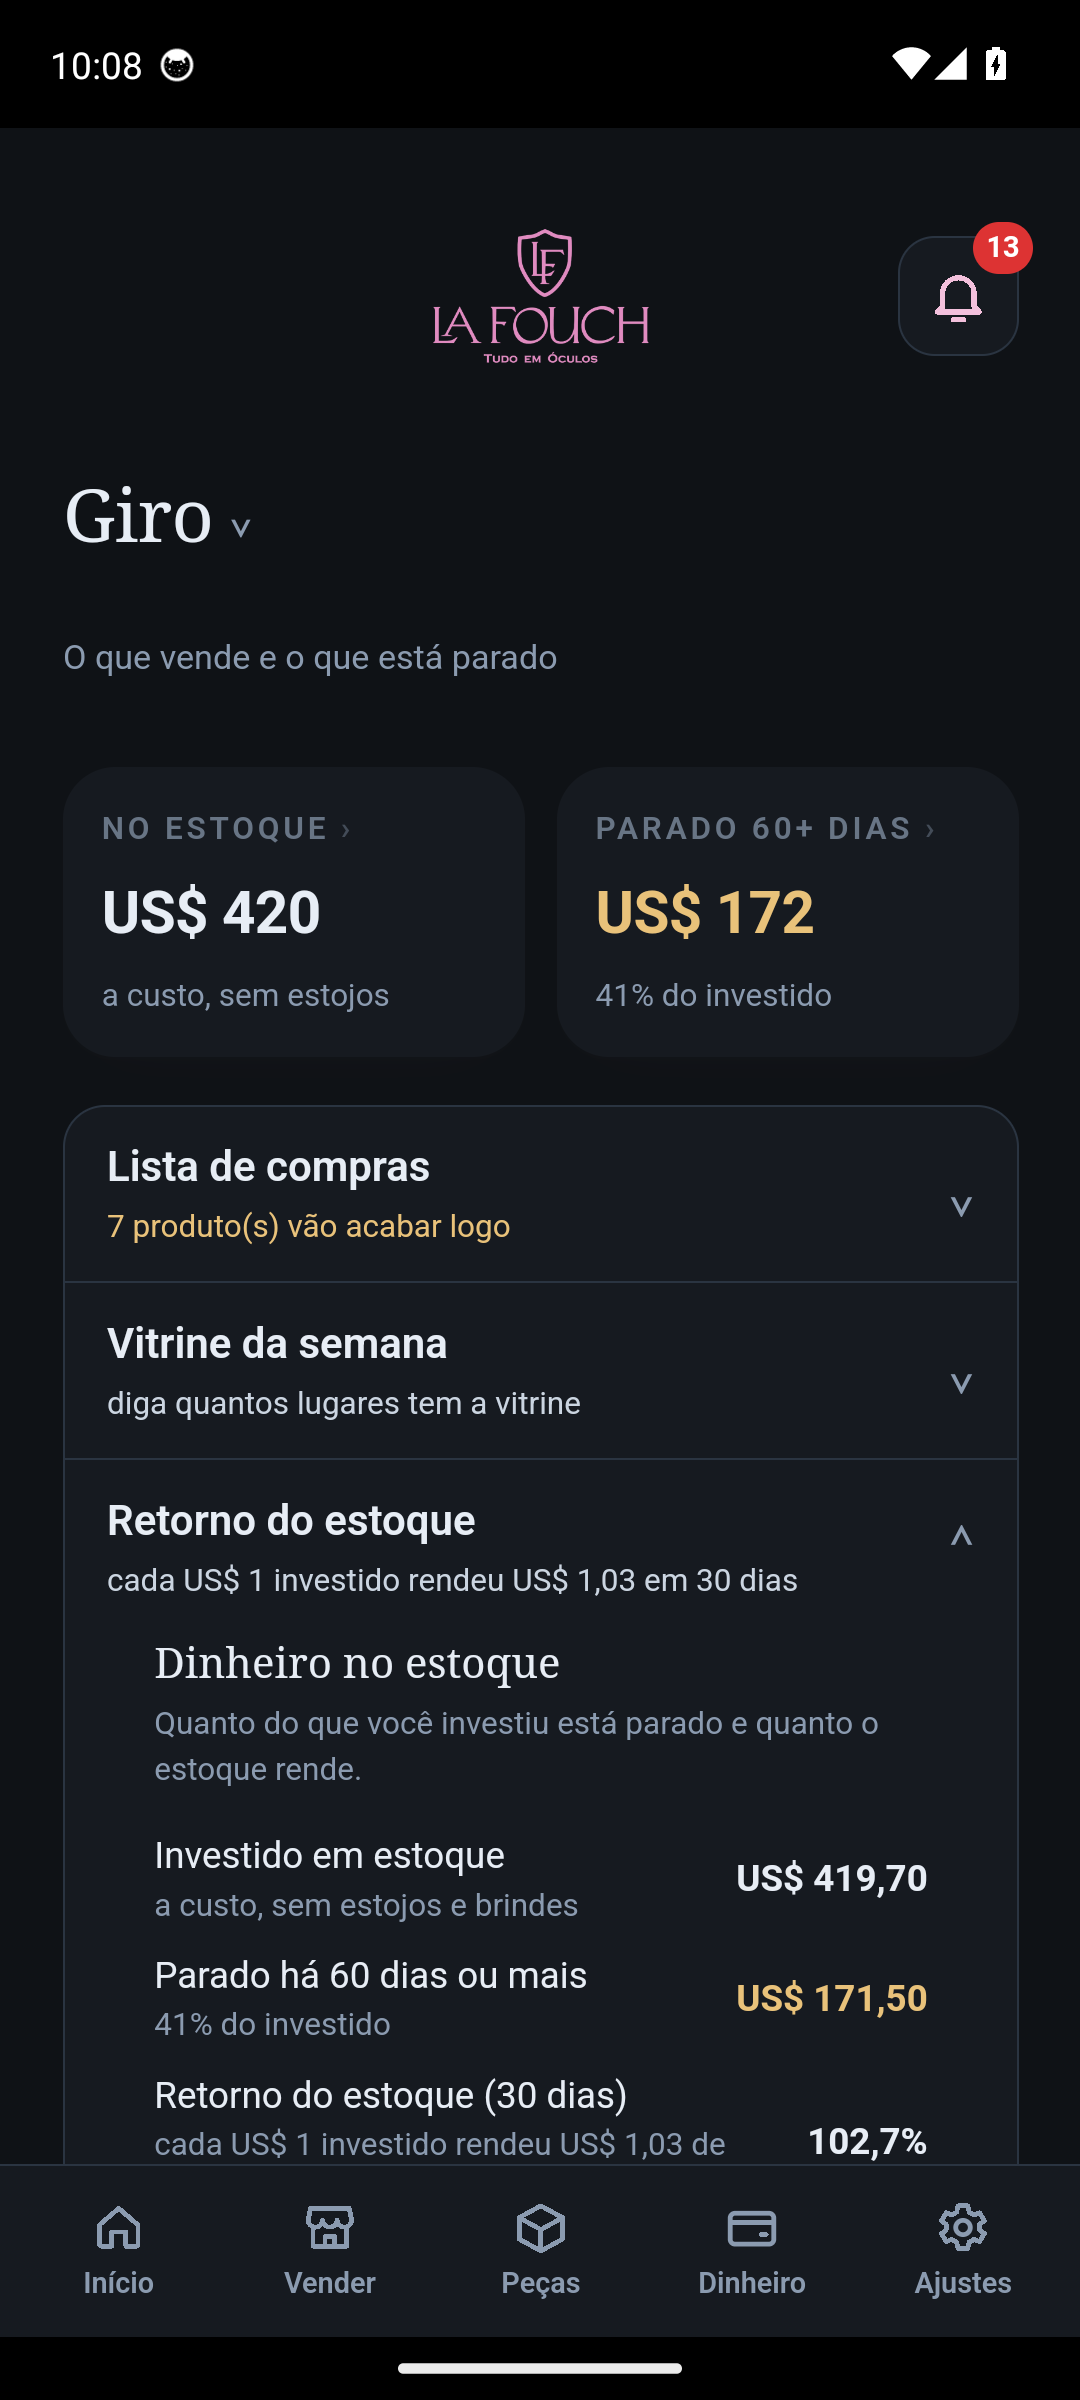 10:08
13
LF
LA FOUCH
TUDO EM ÓCULOS
Giro
O que vende e o que está parado
NO ESTOQUE ›
US$ 420
a custo, sem estojos
PARADO 60+ DIAS ›
US$ 172
41% do investido
Lista de compras
7 produto(s) vão acabar logo
Vitrine da semana
diga quantos lugares tem a vitrine
Retorno do estoque
cada US$ 1 investido rendeu US$ 1,03 em 30 dias
Dinheiro no estoque
Quanto do que você investiu está parado e quanto o
estoque rende.
Investido em estoque
a custo, sem estojos e brindes
US$ 419,70
Parado há 60 dias ou mais
41% do investido
US$ 171,50
Retorno do estoque (30 dias)
cada US$ 1 investido rendeu US$ 1,03 de
102,7%
Início
Vender
Peças
Dinheiro
Ajustes